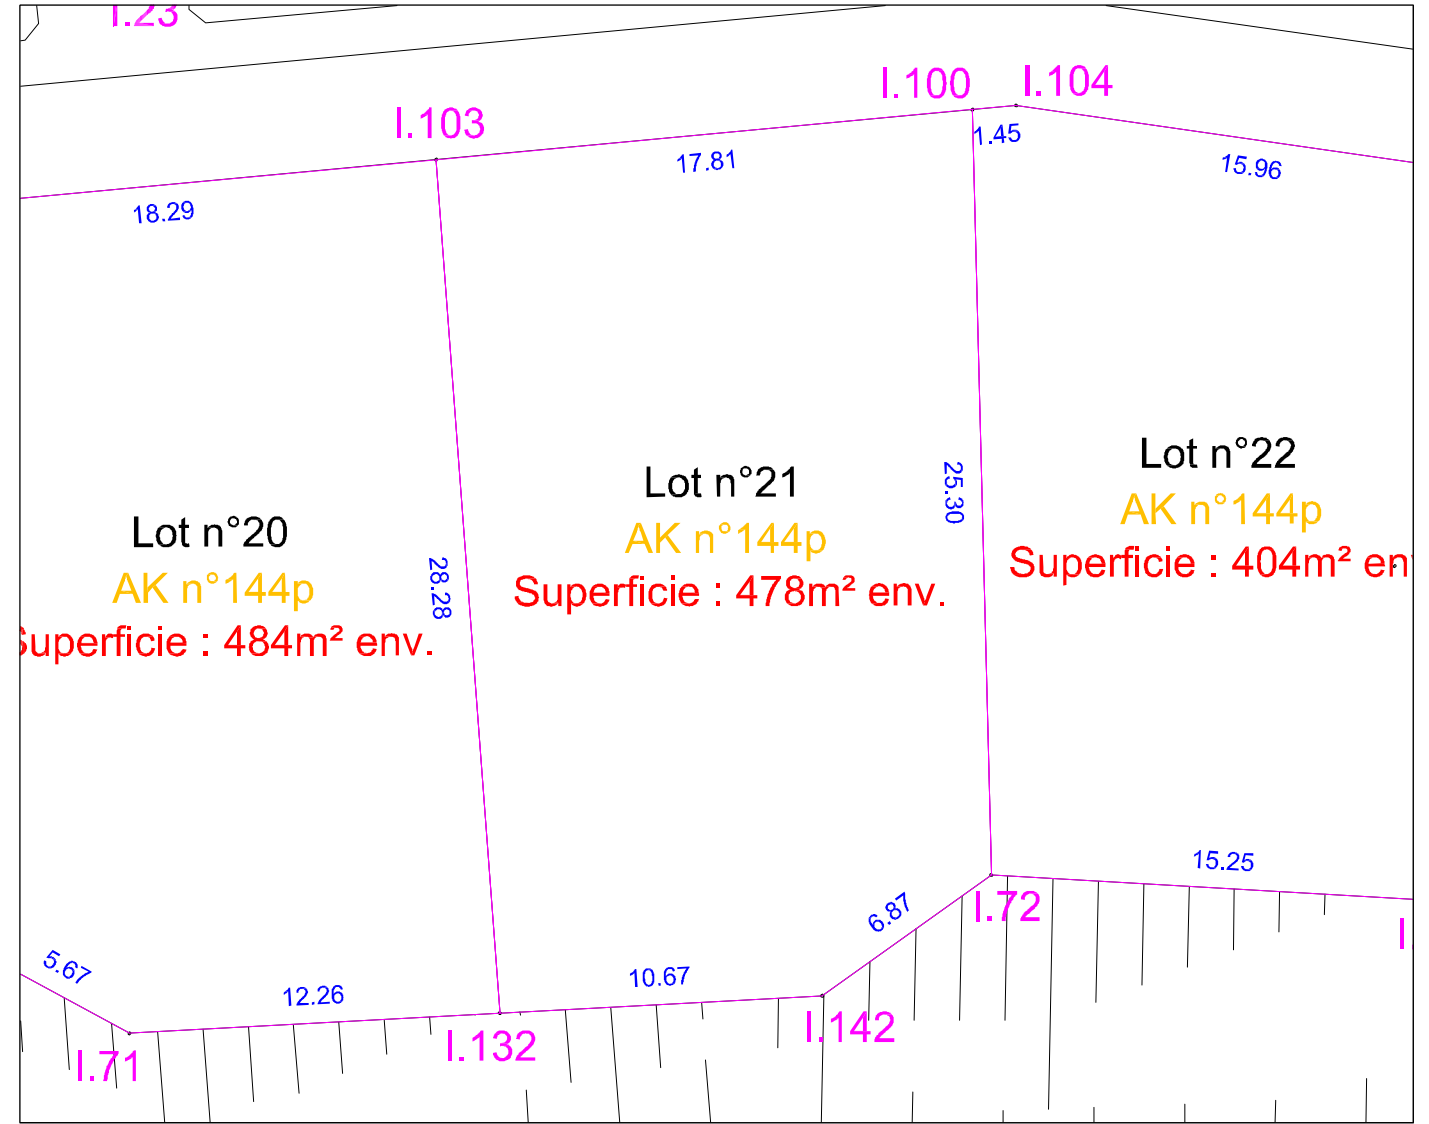 I.23
I.100
I.104
I.103
1.45
17.81
15.96
18.29
Lot n°22
AK n°144p
Superficie : 404m² en
Lot n°21
AK n°144p
Superficie : 478m² env.
25.30
Lot n°20
AK n°144p
Superficie : 484m² env.
28.28
15.25
6.87
I.72
I.
5.67
10.67
12.26
I.142
I.132
I.71